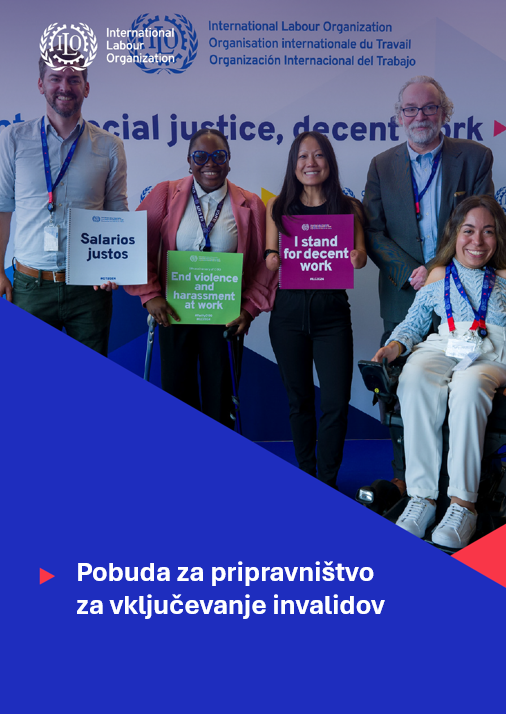 International
Labour
Organization
International Labour Organization
Organisation internationale du Travail
Organización Internacional del Trabajo
social justice, decent work
Salarios
justos
End violence
and
harassment
at work
I stand
for decent
work
Pobuda za pripravništvo
za vključevanje invalidov